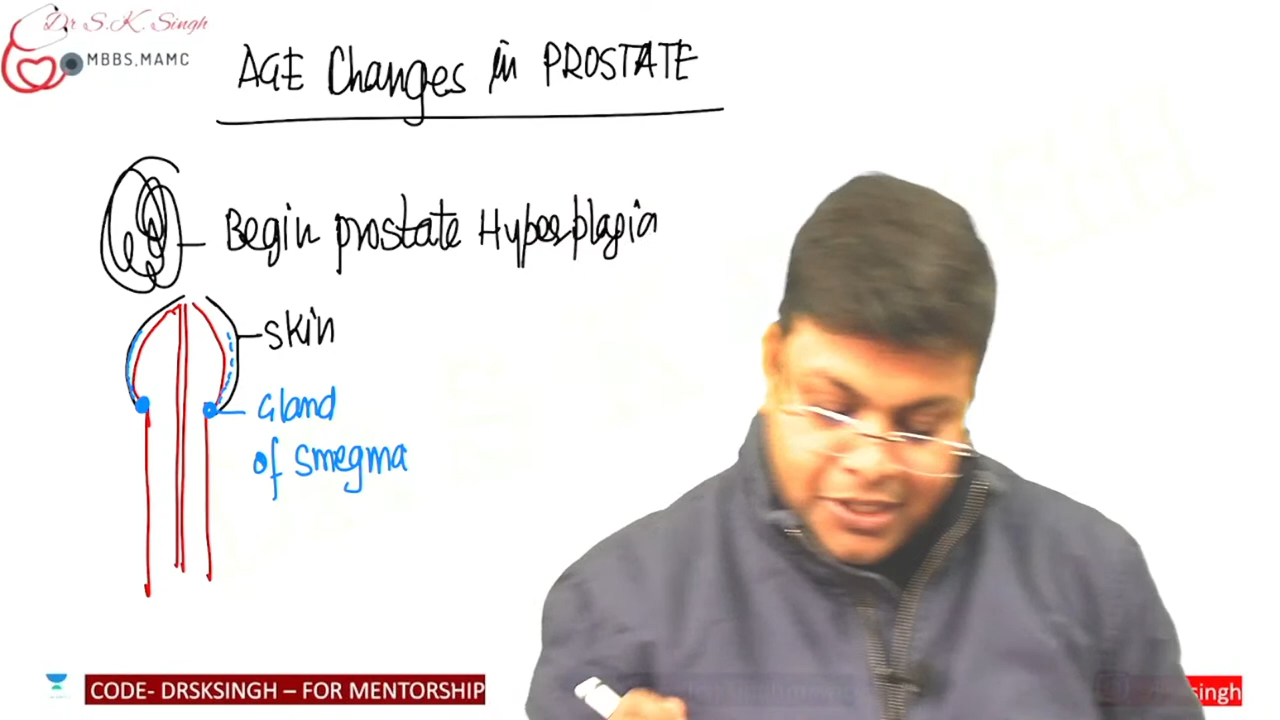 Dr S.K. Singh
MBBS,MAMC
AGE Changes in PROSTATE
Begin prostate Hyperplagia
skin
Gland
of smegma
CODE- DRSKSINGH – FOR MENTORSHIP
singh